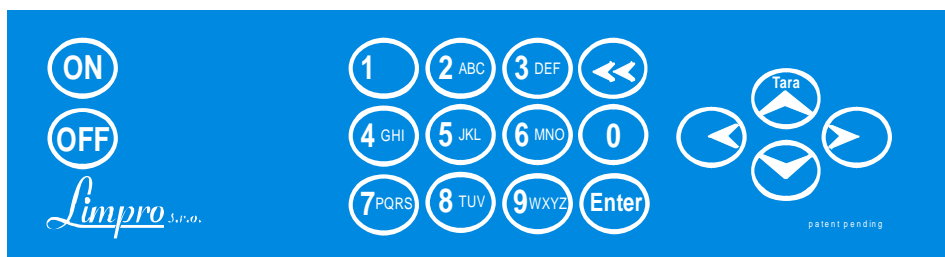 ON
OFF
Limpro s.r.o.
1 2 ABC 3 DEF
4 GHI 5 JKL 6 MNO 0
7PQRS 8 TUV 9WXYZ Enter
Tara
patent pending